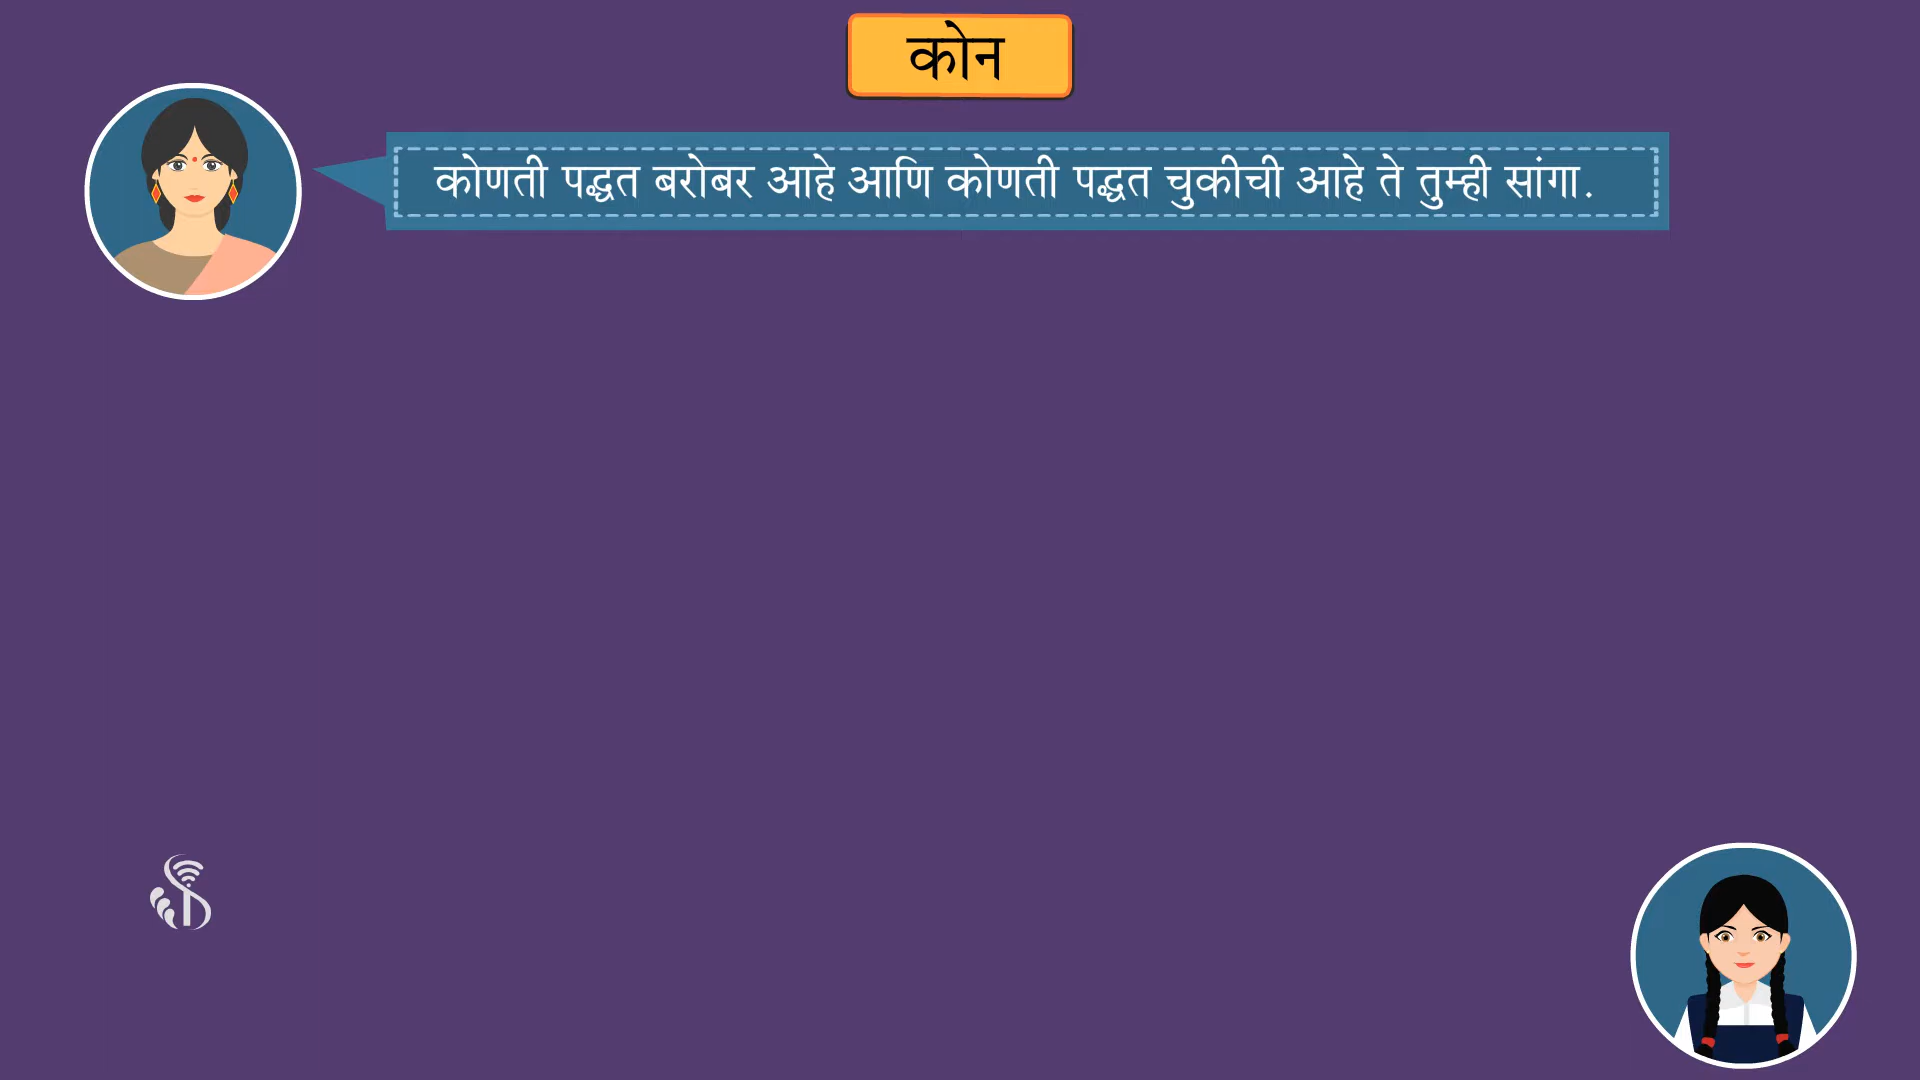 कोन
कोणती पद्धत बरोबर आहे आणि कोणती पद्धत चुकीची आहे ते तुम्ही सांगा.